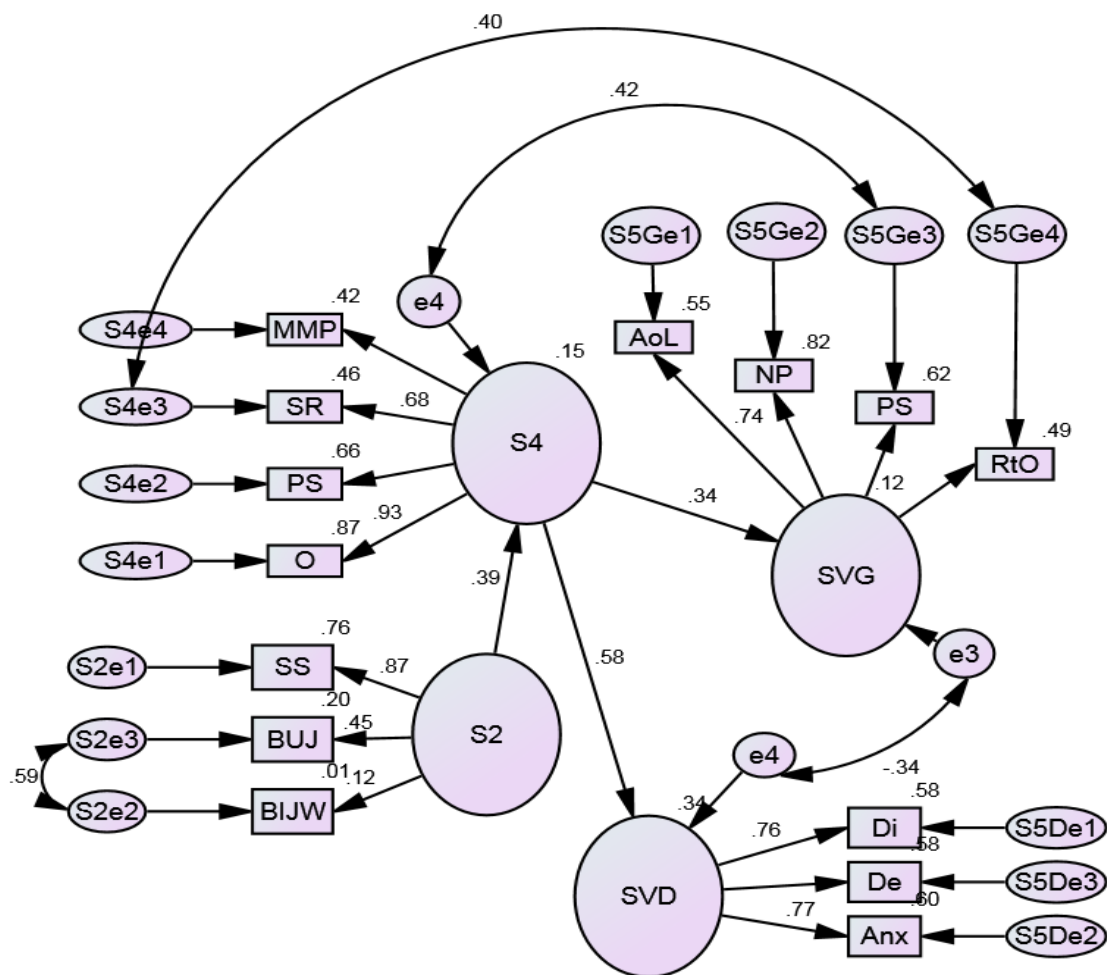 .40
.42
S5Ge1
S5Ge2
S5Ge3
S5Ge4
e4
.42
.55
S4e4
MMP
.15
AoL
.82
NP
.62
.46
S4e3
SR
.68
S4
.74
PS
.49
.66
RtO
S4e2
PS
.93
.34
.12
.87
S4e1
O
SVG
.39
.76
S2e1
SS
.87
.58
e3
.20
S2e3
BUJ
.45
S2
.59
.01
.12
e4
-.34
S2e2
BIJW
.34
.58
.76
Di
S5De1
.58
SVD
De
S5De3
.77
.60
Anx
S5De2